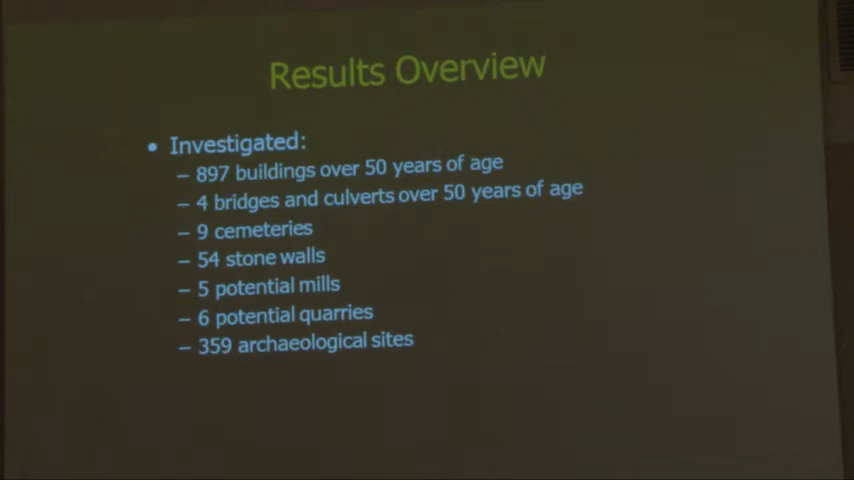 Results Overview
• Investigated:
– 897 buildings over 50 years of age
– 4 bridges and culverts over 50 years of age
– 9 cemeteries
– 54 stone walls
– 5 potential mills
– 6 potential quarries
– 359 archaeological sites